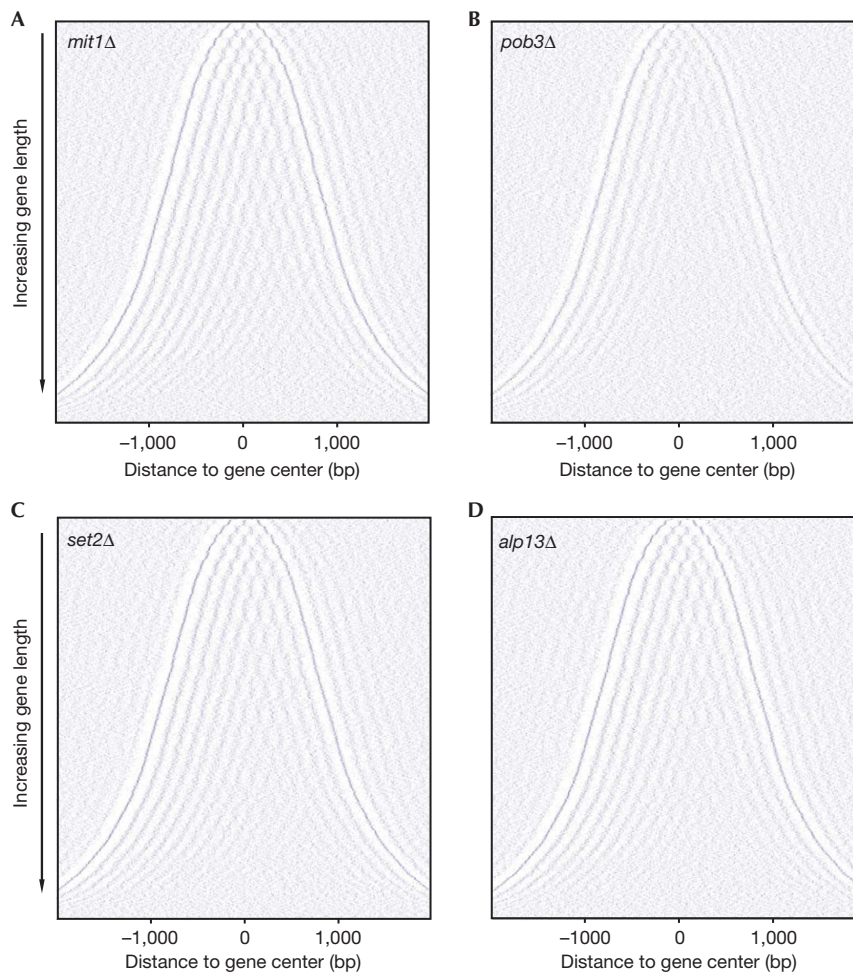 A
mit1Δ
Increasing gene length
−1,000 0 1,000
Distance to gene center (bp)
B
pob3Δ
−1,000 0 1,000
Distance to gene center (bp)
C
set2Δ
Increasing gene length
−1,000 0 1,000
Distance to gene center (bp)
D
alp13Δ
−1,000 0 1,000
Distance to gene center (bp)